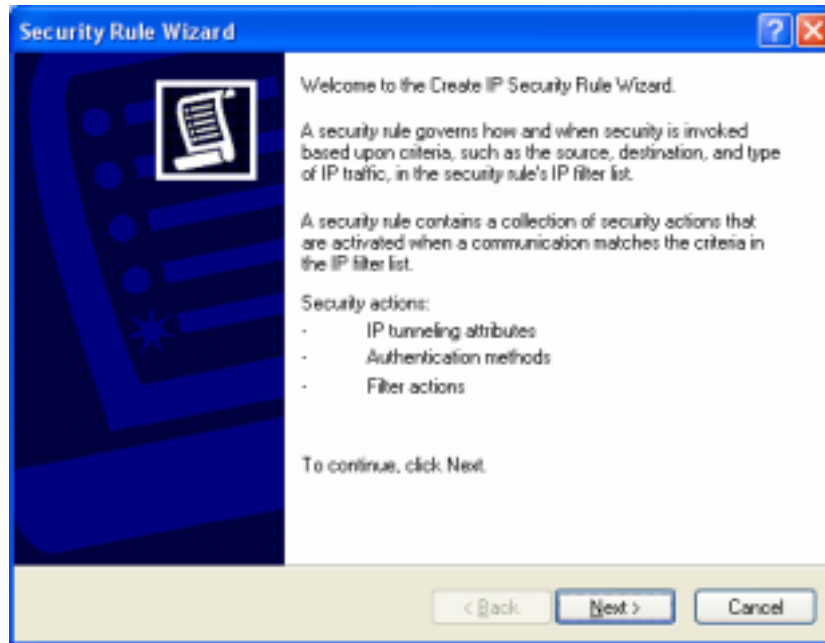 Security Rule Wizard
Welcome to the Create IP Security Rule Wizard.
A security rule governs how and when security is invoked
based upon criteria, such as the source, destination, and type
of IP traffic, in the security rule's IP filter list.
A security rule contains a collection of security actions that
are activated when a communication matches the criteria in
the IP filter list.
Security actions:
- IP tunneling attributes
- Authentication methods
- Filter actions
To continue, click Next.
< Back Next > Cancel